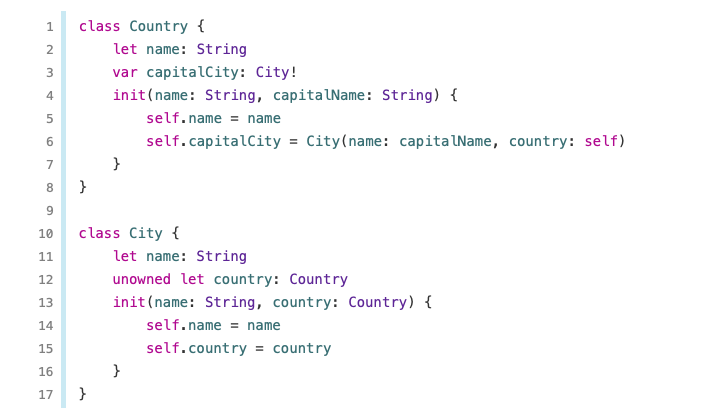 1 class Country {
2     let name: String
3     var capitalCity: City!
4     init(name: String, capitalName: String) {
5         self.name = name
6         self.capitalCity = City(name: capitalName, country: self)
7     }
8 }
9
10 class City {
11     let name: String
12     unowned let country: Country
13     init(name: String, country: Country) {
14         self.name = name
15         self.country = country
16     }
17 }